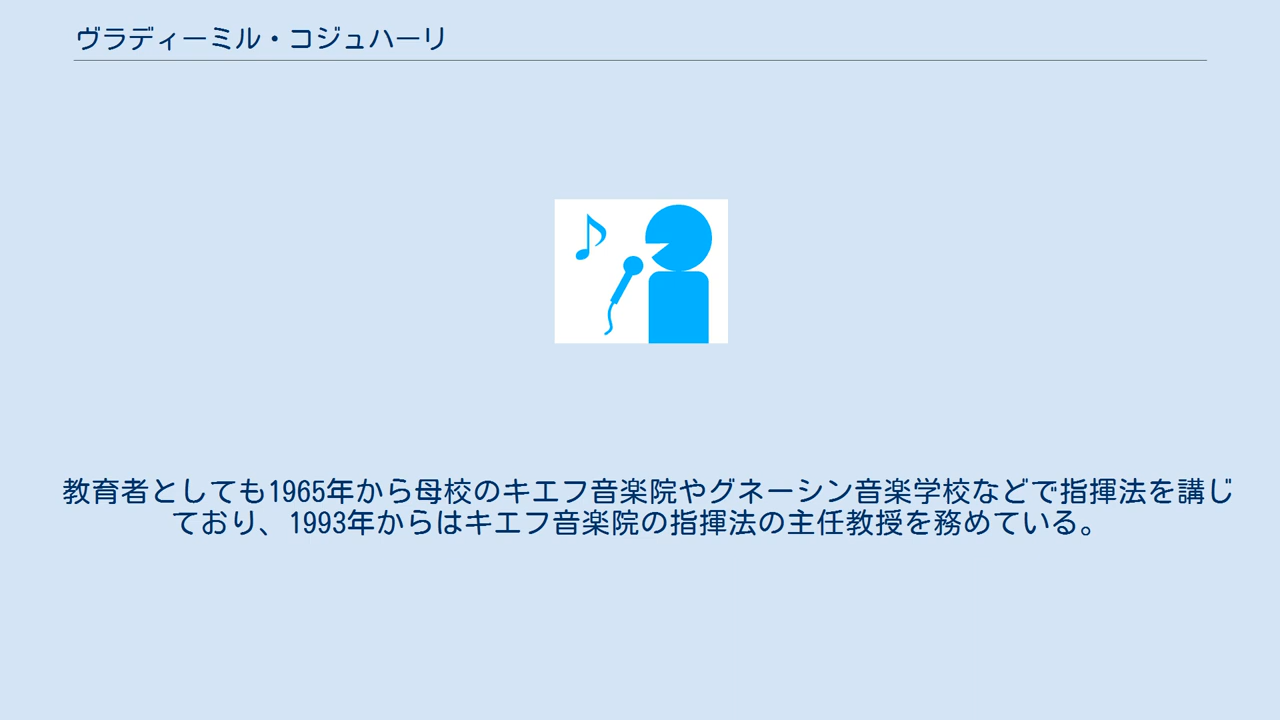 ヴラディーミル・コジュハーリ
教育者としても1965年から母校のキエフ音楽院やグネーシン音楽学校などで指揮法を講じ
ており、1993年からはキエフ音楽院の指揮法の主任教授を務めている。